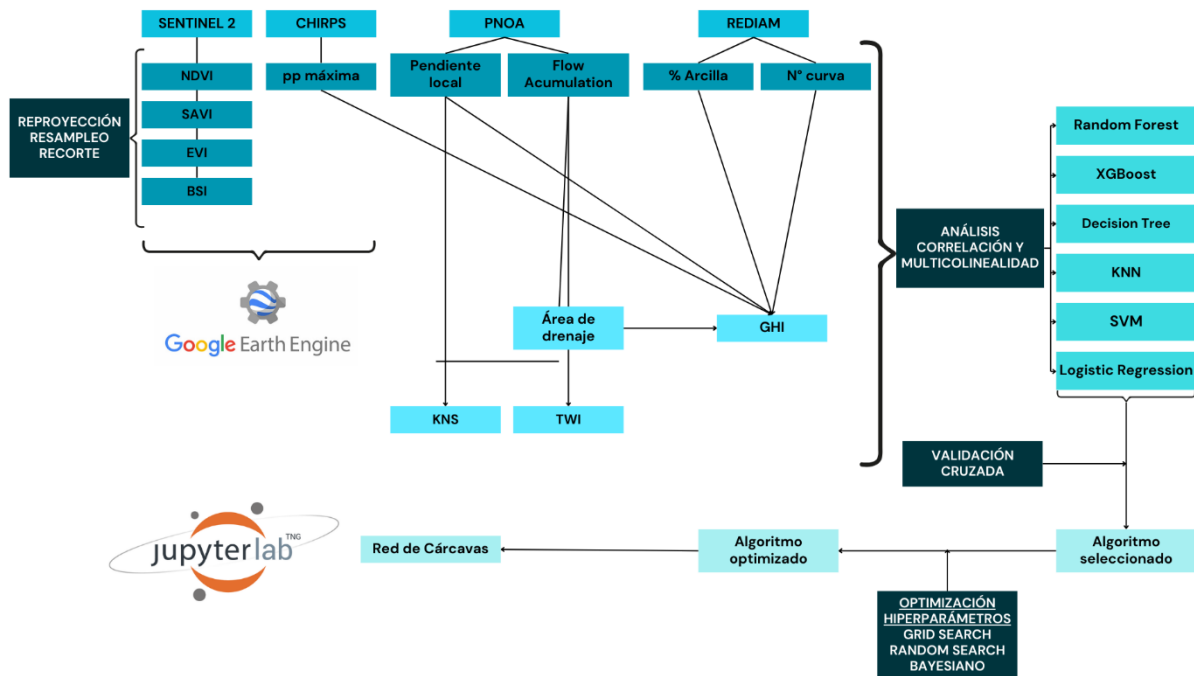 SENTINEL 2
CHIRPS
PNOA
REDIAM
NDVI
SAVI
EVI
BSI
pp máxima
Pendiente
local
Flow
Acumulation
% Arcilla
N° curva
REPROYECCIÓN
RESAMPLEO
RECORTE
Google Earth Engine
Área de
drenaje
GHI
KNS
TWI
ANÁLISIS
CORRELACIÓN Y
MULTICOLINEALIDAD
Random Forest
XGBoost
Decision Tree
KNN
SVM
Logistic Regression
VALIDACIÓN
CRUZADA
jupyterlab
TNG
Red de Cárcavas
Algoritmo
optimizado
Algoritmo
seleccionado
OPTIMIZACIÓN
HIPERPARÁMETROS
GRID SEARCH
RANDOM SEARCH
BAYESIANO